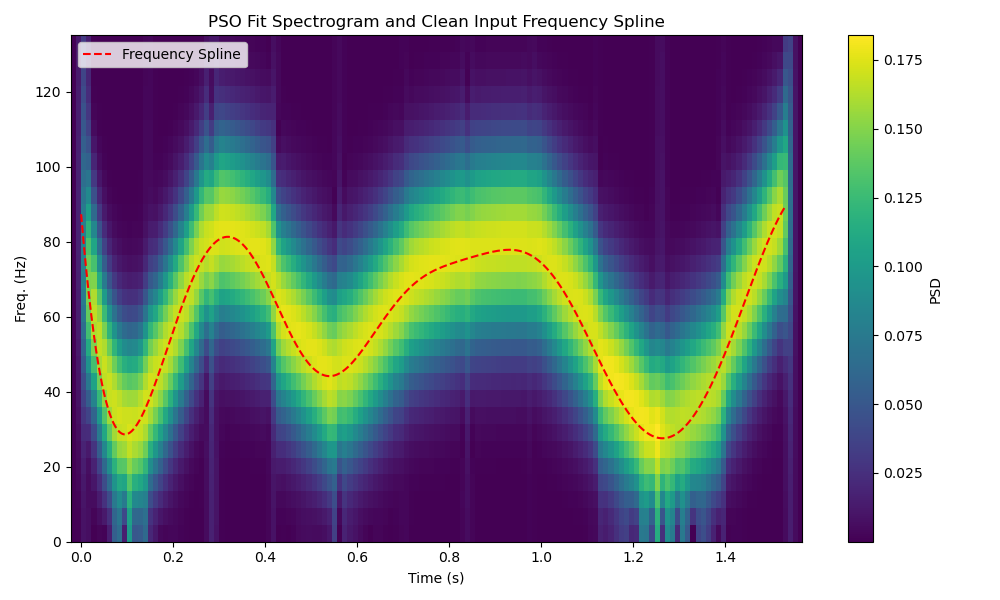 PSO Fit Spectrogram and Clean Input Frequency Spline
Frequency Spline
Freq. (Hz)
120
100
80
60
40
20
0
0.0 0.2 0.4 0.6 0.8 1.0 1.2 1.4
Time (s)
0.175
0.150
0.125
0.100
0.075
0.050
0.025
PSD